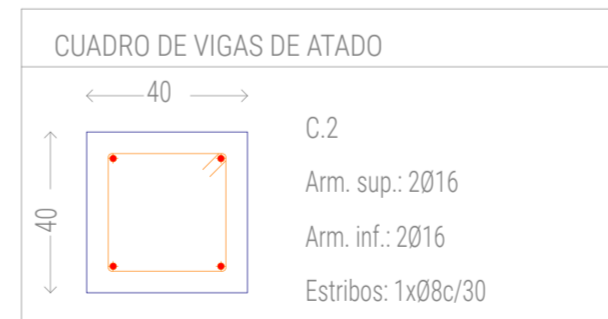 CUADRO DE VIGAS DE ATADO
40
40
C.2
Arm. sup.: 2Ø16
Arm. inf.: 2Ø16
Estribos: 1xØ8c/30